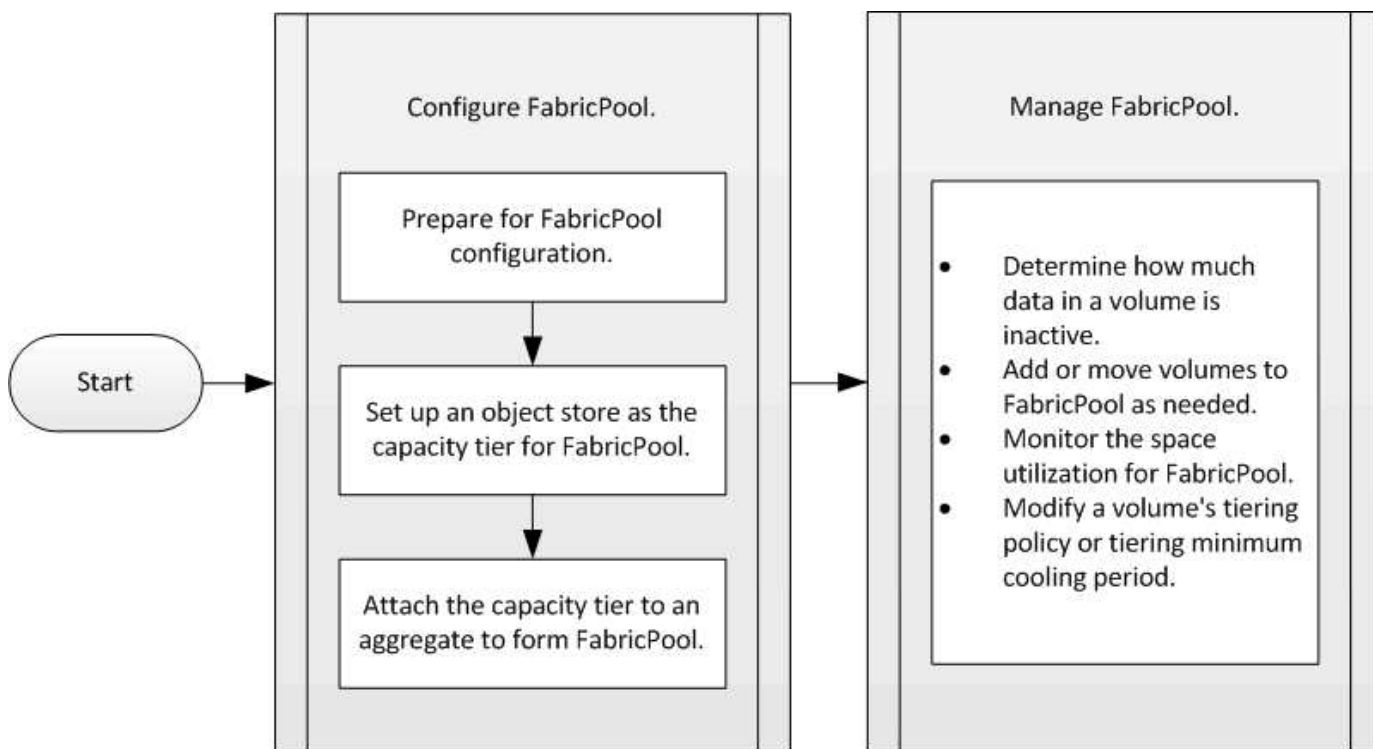 Start
Configure FabricPool.
Prepare for FabricPool
configuration.
Set up an object store as the
capacity tier for FabricPool.
Attach the capacity tier to an
aggregate to form FabricPool.
Manage FabricPool.
• Determine how much
data in a volume is
inactive.
• Add or move volumes to
FabricPool as needed.
• Monitor the space
utilization for FabricPool.
• Modify a volume's tiering
policy or tiering minimum
cooling period.